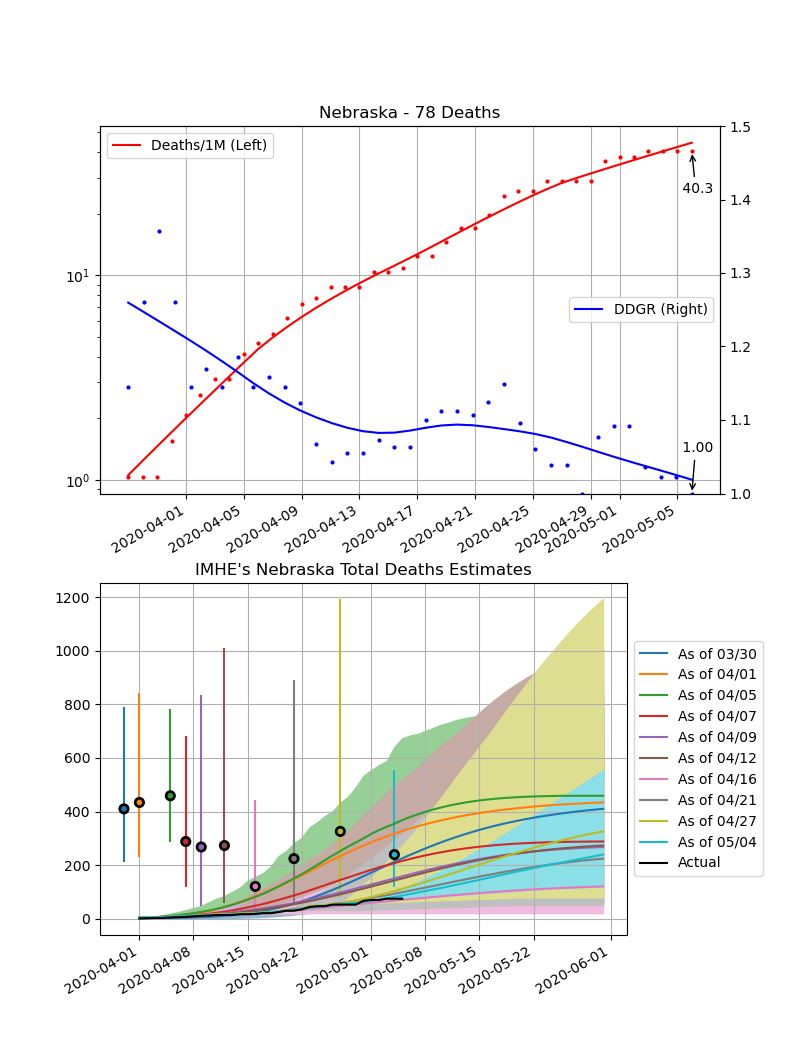 Nebraska - 78 Deaths
1.5
Deaths/1M (Left)
40.3
1.4
10¹
1.3
DDGR (Right)
1.2
1.1
1.00
10⁰
1.0
2020-04-01 2020-04-05 2020-04-09 2020-04-13 2020-04-17 2020-04-21 2020-04-25 2020-04-29 2020-05-01 2020-05-05
IMHE's Nebraska Total Deaths Estimates
1200
1000
800
600
400
200
0
As of 03/30
As of 04/01
As of 04/05
As of 04/07
As of 04/09
As of 04/12
As of 04/16
As of 04/21
As of 04/27
As of 05/04
Actual
2020-04-01 2020-04-08 2020-04-15 2020-04-22 2020-05-01 2020-05-08 2020-05-15 2020-05-22 2020-06-01